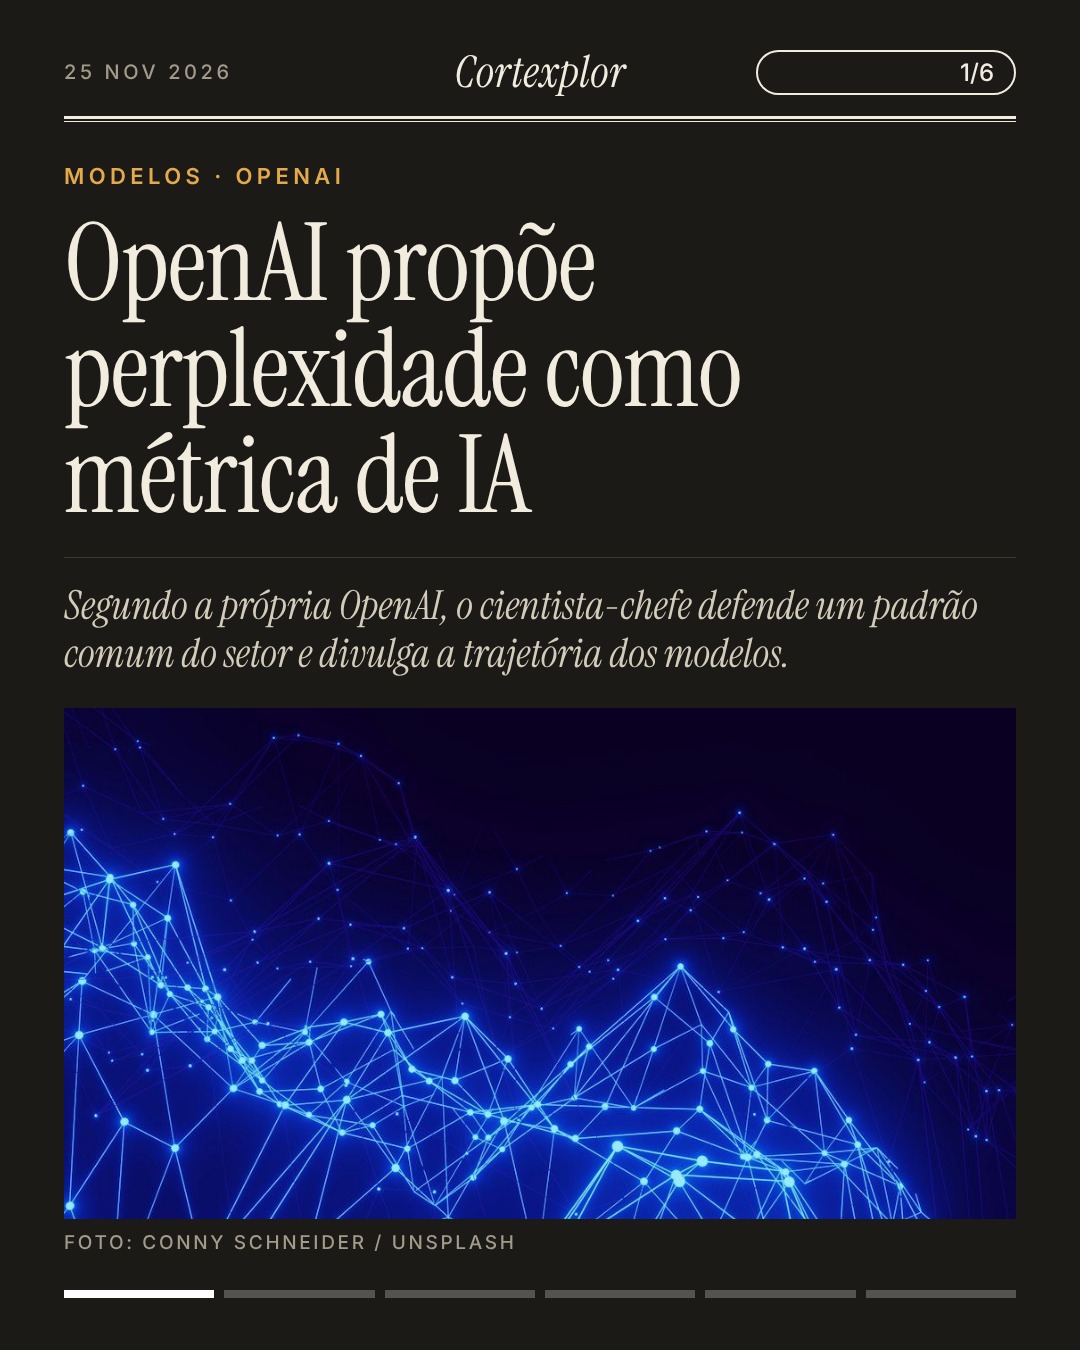 25 NOV 2026
Cortexplor
1/6
MODELOS · OPENAI
OpenAI propõe
perplexidade como
métrica de IA
Segundo a própria OpenAI, o cientista-chefe defende um padrão
comum do setor e divulga a trajetória dos modelos.
FOTO: CONNY SCHNEIDER / UNSPLASH